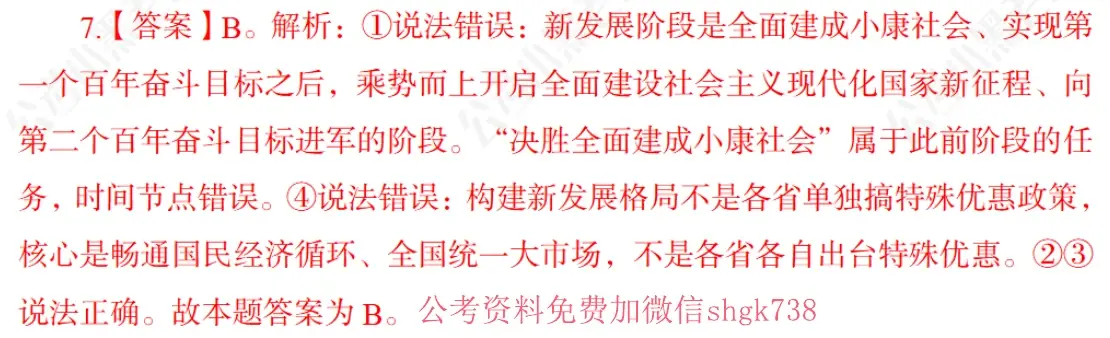 7.【答案】B。解析：①说法错误：新发展阶段是全面建成小康社会、实现第
一个百年奋斗目标之后，乘势而上开启全面建设社会主义现代化国家新征程、向
第二个百年奋斗目标进军的阶段。“决胜全面建成小康社会”属于此前阶段的任
务，时间节点错误。④说法错误：构建新发展格局不是各省单独搞特殊优惠政策，
核心是畅通国民经济循环、全国统一大市场，不是各省各自出台特殊优惠。②③
说法正确。故本题答案为 B。公考资料免费加微信shgk738